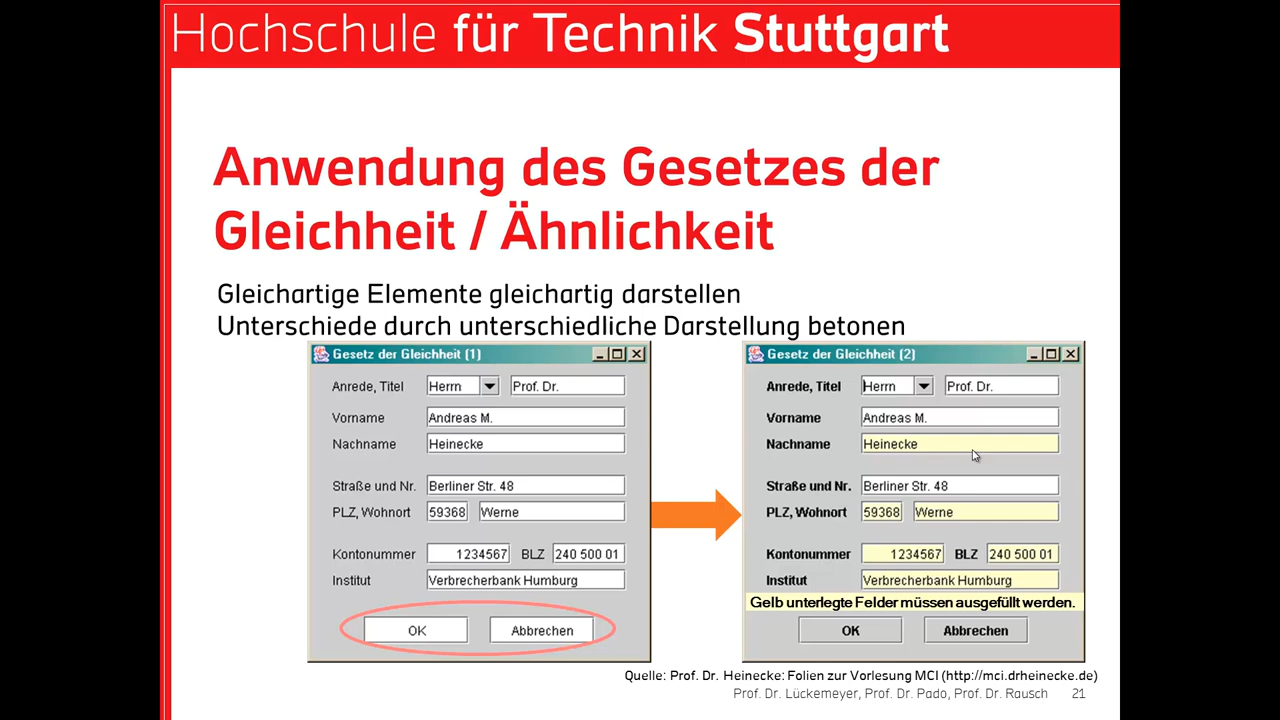 Hochschule für Technik Stuttgart
Anwendung des Gesetzes der
Gleichheit / Ähnlichkeit
Gleichartige Elemente gleichartig darstellen
Unterschiede durch unterschiedliche Darstellung betonen
Gesetz der Gleichheit (1)
Anrede, Titel Herrn Prof. Dr.
Vorname Andreas M.
Nachname Heinecke
Straße und Nr. Berliner Str. 48
PLZ, Wohnort 59368 Werne
Kontonummer 1234567 BLZ 240 500 01
Institut Verbrecherbank Humburg
OK Abbrechen
Gesetz der Gleichheit (2)
Anrede, Titel Herrn Prof. Dr.
Vorname Andreas M.
Nachname Heinecke
Straße und Nr. Berliner Str. 48
PLZ, Wohnort 59368 Werne
Kontonummer 1234567 BLZ 240 500 01
Institut Verbrecherbank Humburg
Gelb unterlegte Felder müssen ausgefüllt werden.
OK Abbrechen
Quelle: Prof. Dr. Heinecke: Folien zur Vorlesung MCI (http://mci.drheinecke.de)
Prof. Dr. Lückemeyer, Prof. Dr. Pado, Prof. Dr. Rausch 21